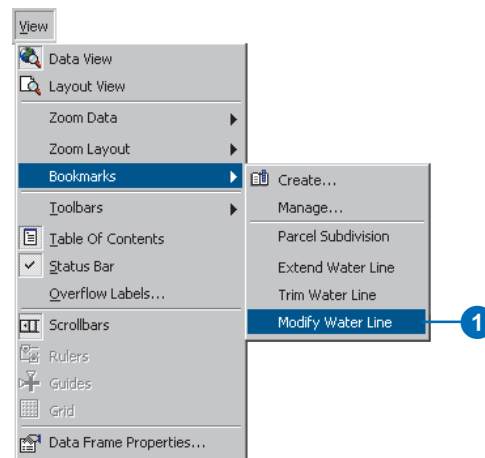 View
Data View
Layout View
Zoom Data
Zoom Layout
Bookmarks
Toolbars
Table Of Contents
Status Bar
Overflow Labels...
Scrollbars
Rulers
Guides
Grid
Data Frame Properties...
Create...
Manage...
Parcel Subdivision
Extend Water Line
Trim Water Line
Modify Water Line
1